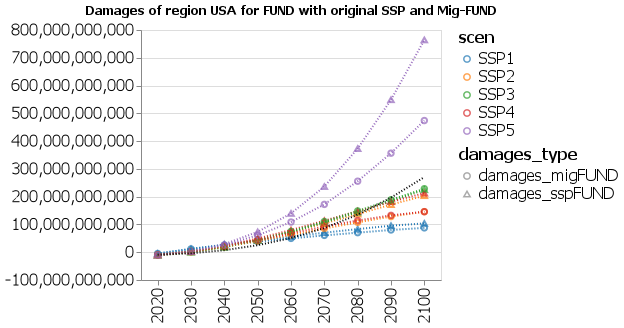 Damages of region USA for FUND with original SSP and Mig-FUND
800,000,000,000
700,000,000,000
600,000,000,000
500,000,000,000
400,000,000,000
300,000,000,000
200,000,000,000
100,000,000,000
0
-100,000,000,000
2020
2030
2040
2050
2060
2070
2080
2090
2100
scen
SSP1
SSP2
SSP3
SSP4
SSP5
damages_type
damages_migFUND
damages_sspFUND